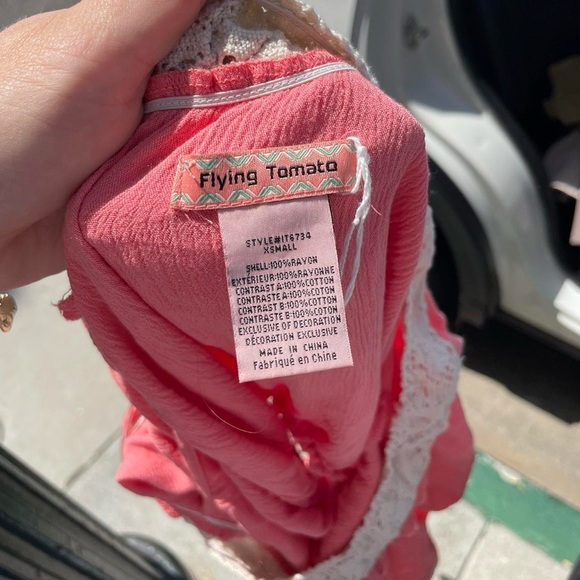 Flying Tomato
STYLE#IT6734
XSMALL
SHELL:100%RAYON
EXTÉRIEUR:100%RAYONNE
CONTRAST A:100%COTTON
CONTRASTE A:100%COTON
CONTRAST B:100%COTTON
CONTRASTE B:100%COTON
EXCLUSIVE OF DECORATION
DÉCORATION EXCLUSIVE
MADE IN CHINA
Fabriqué en Chine